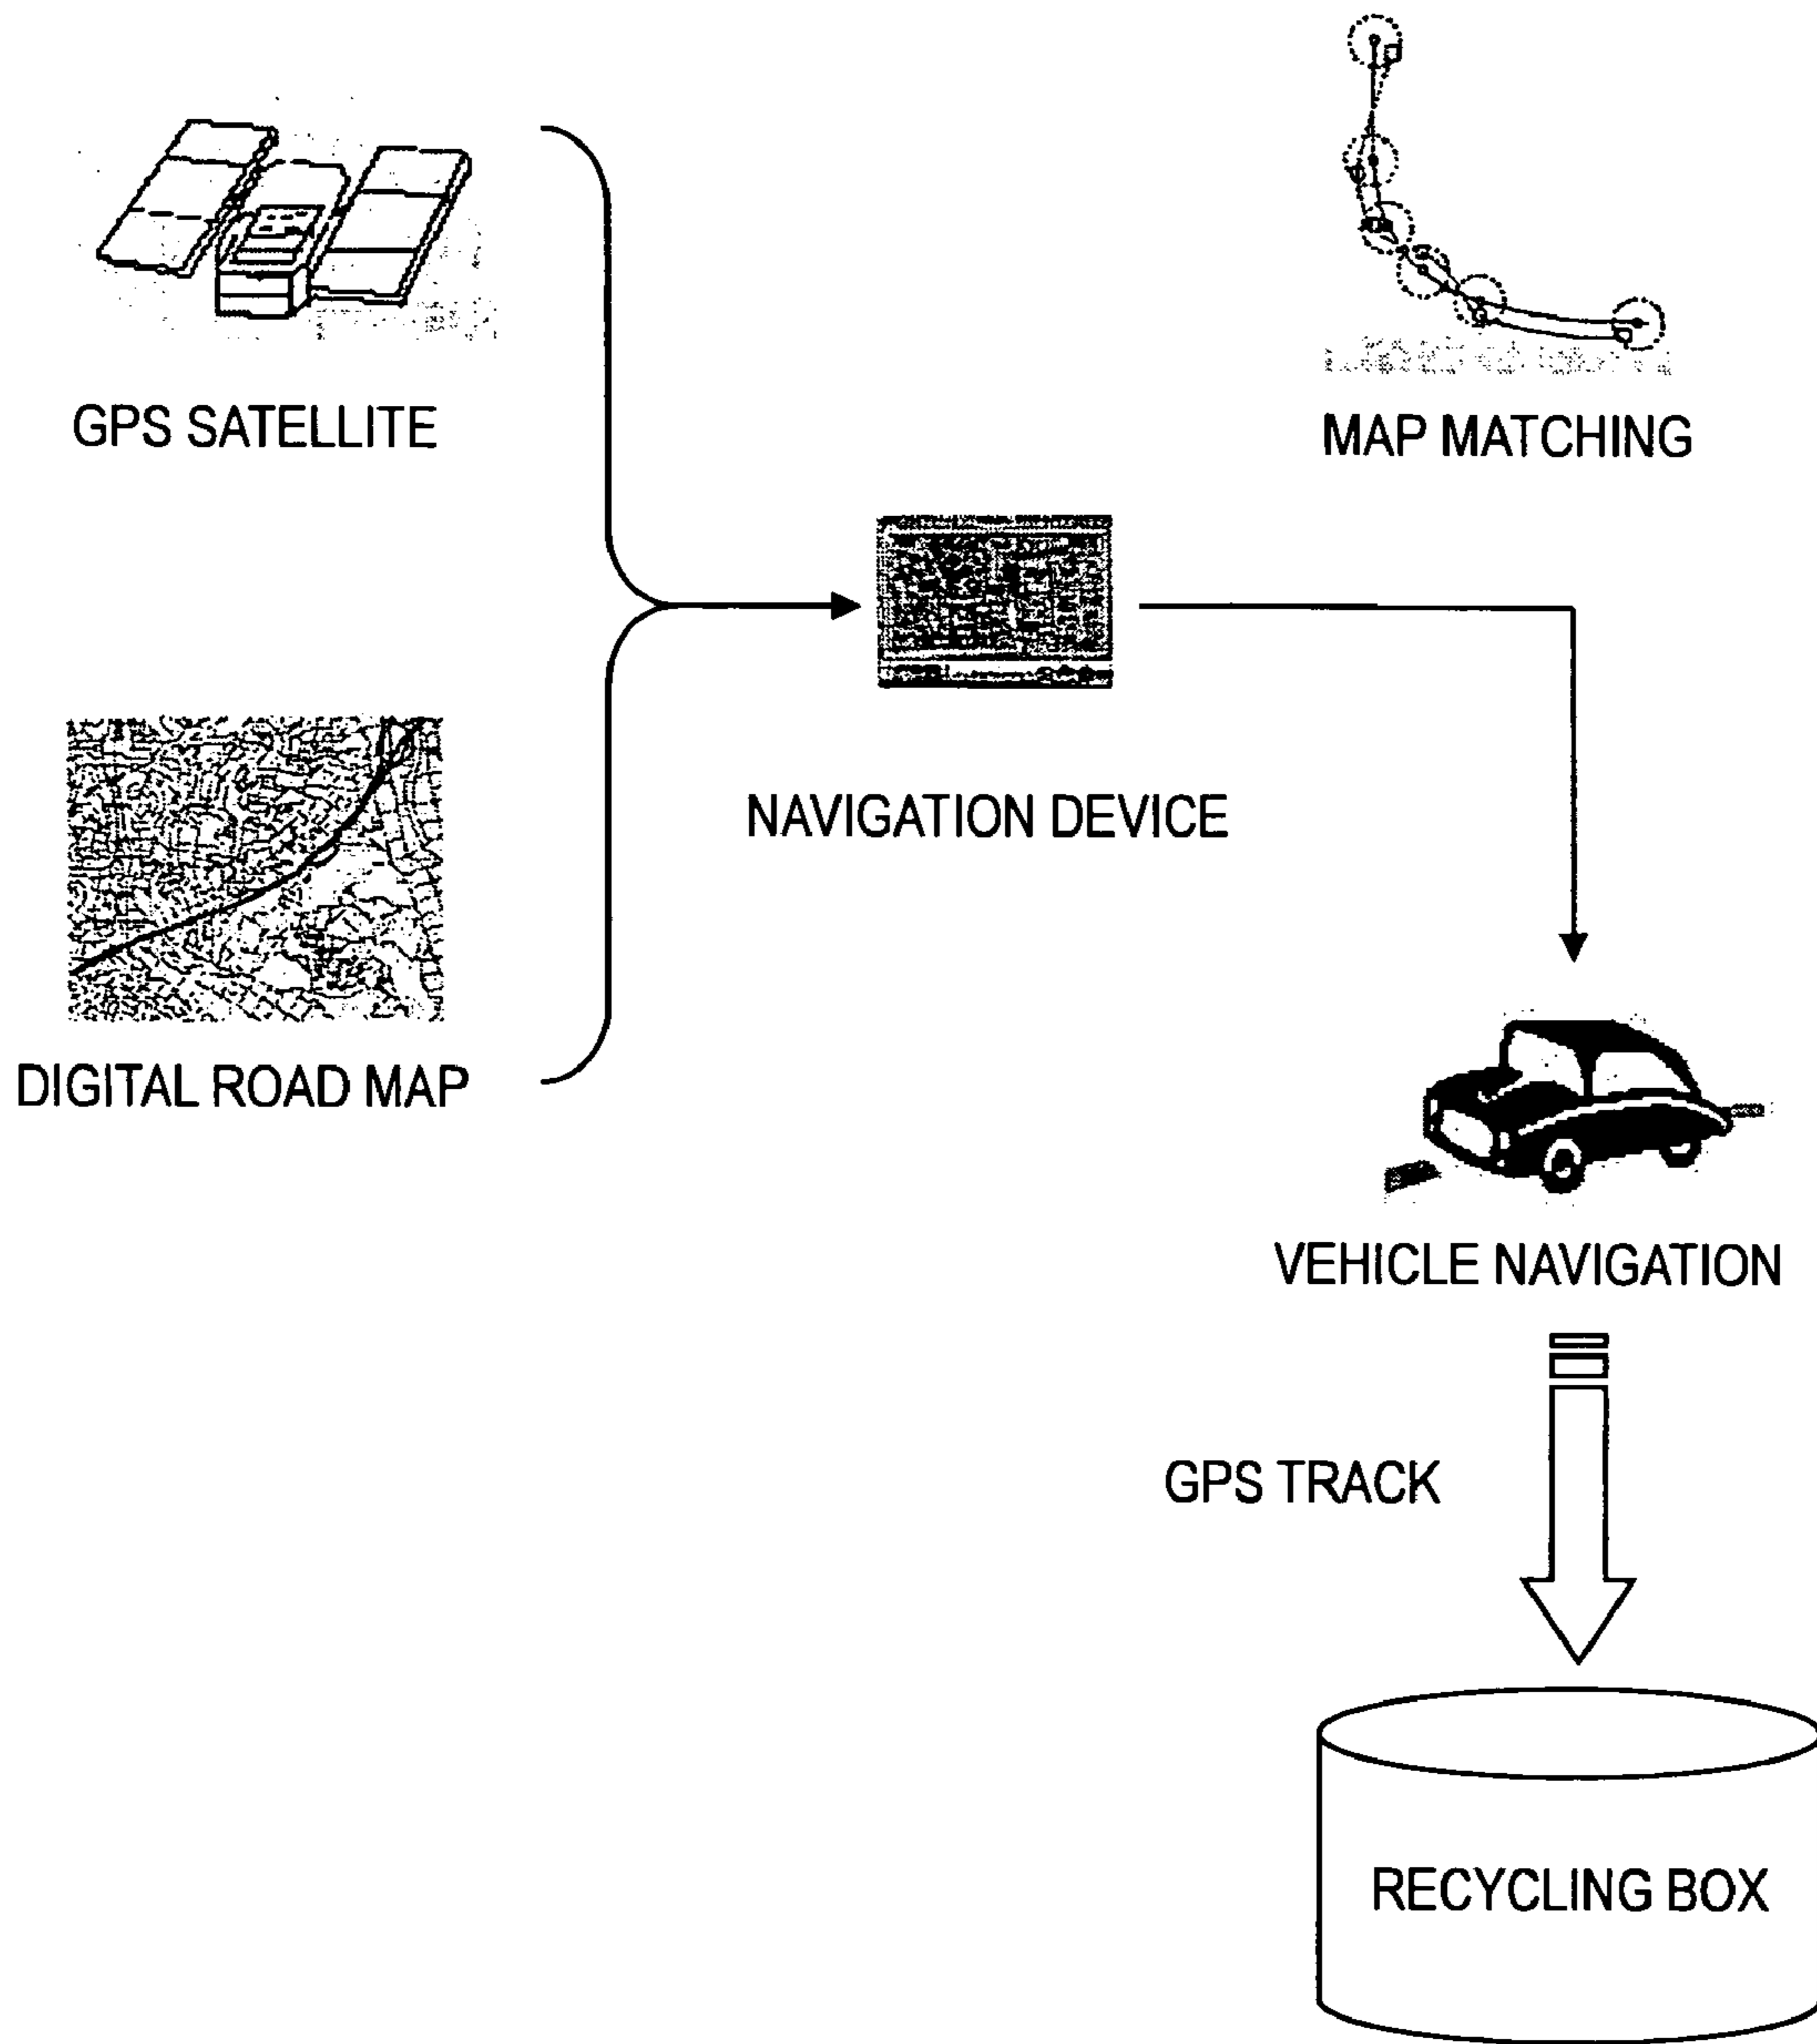 GPS SATELLITE
MAP MATCHING
NAVIGATION DEVICE
DIGITAL ROAD MAP
VEHICLE NAVIGATION
GPS TRACK
RECYCLING BOX